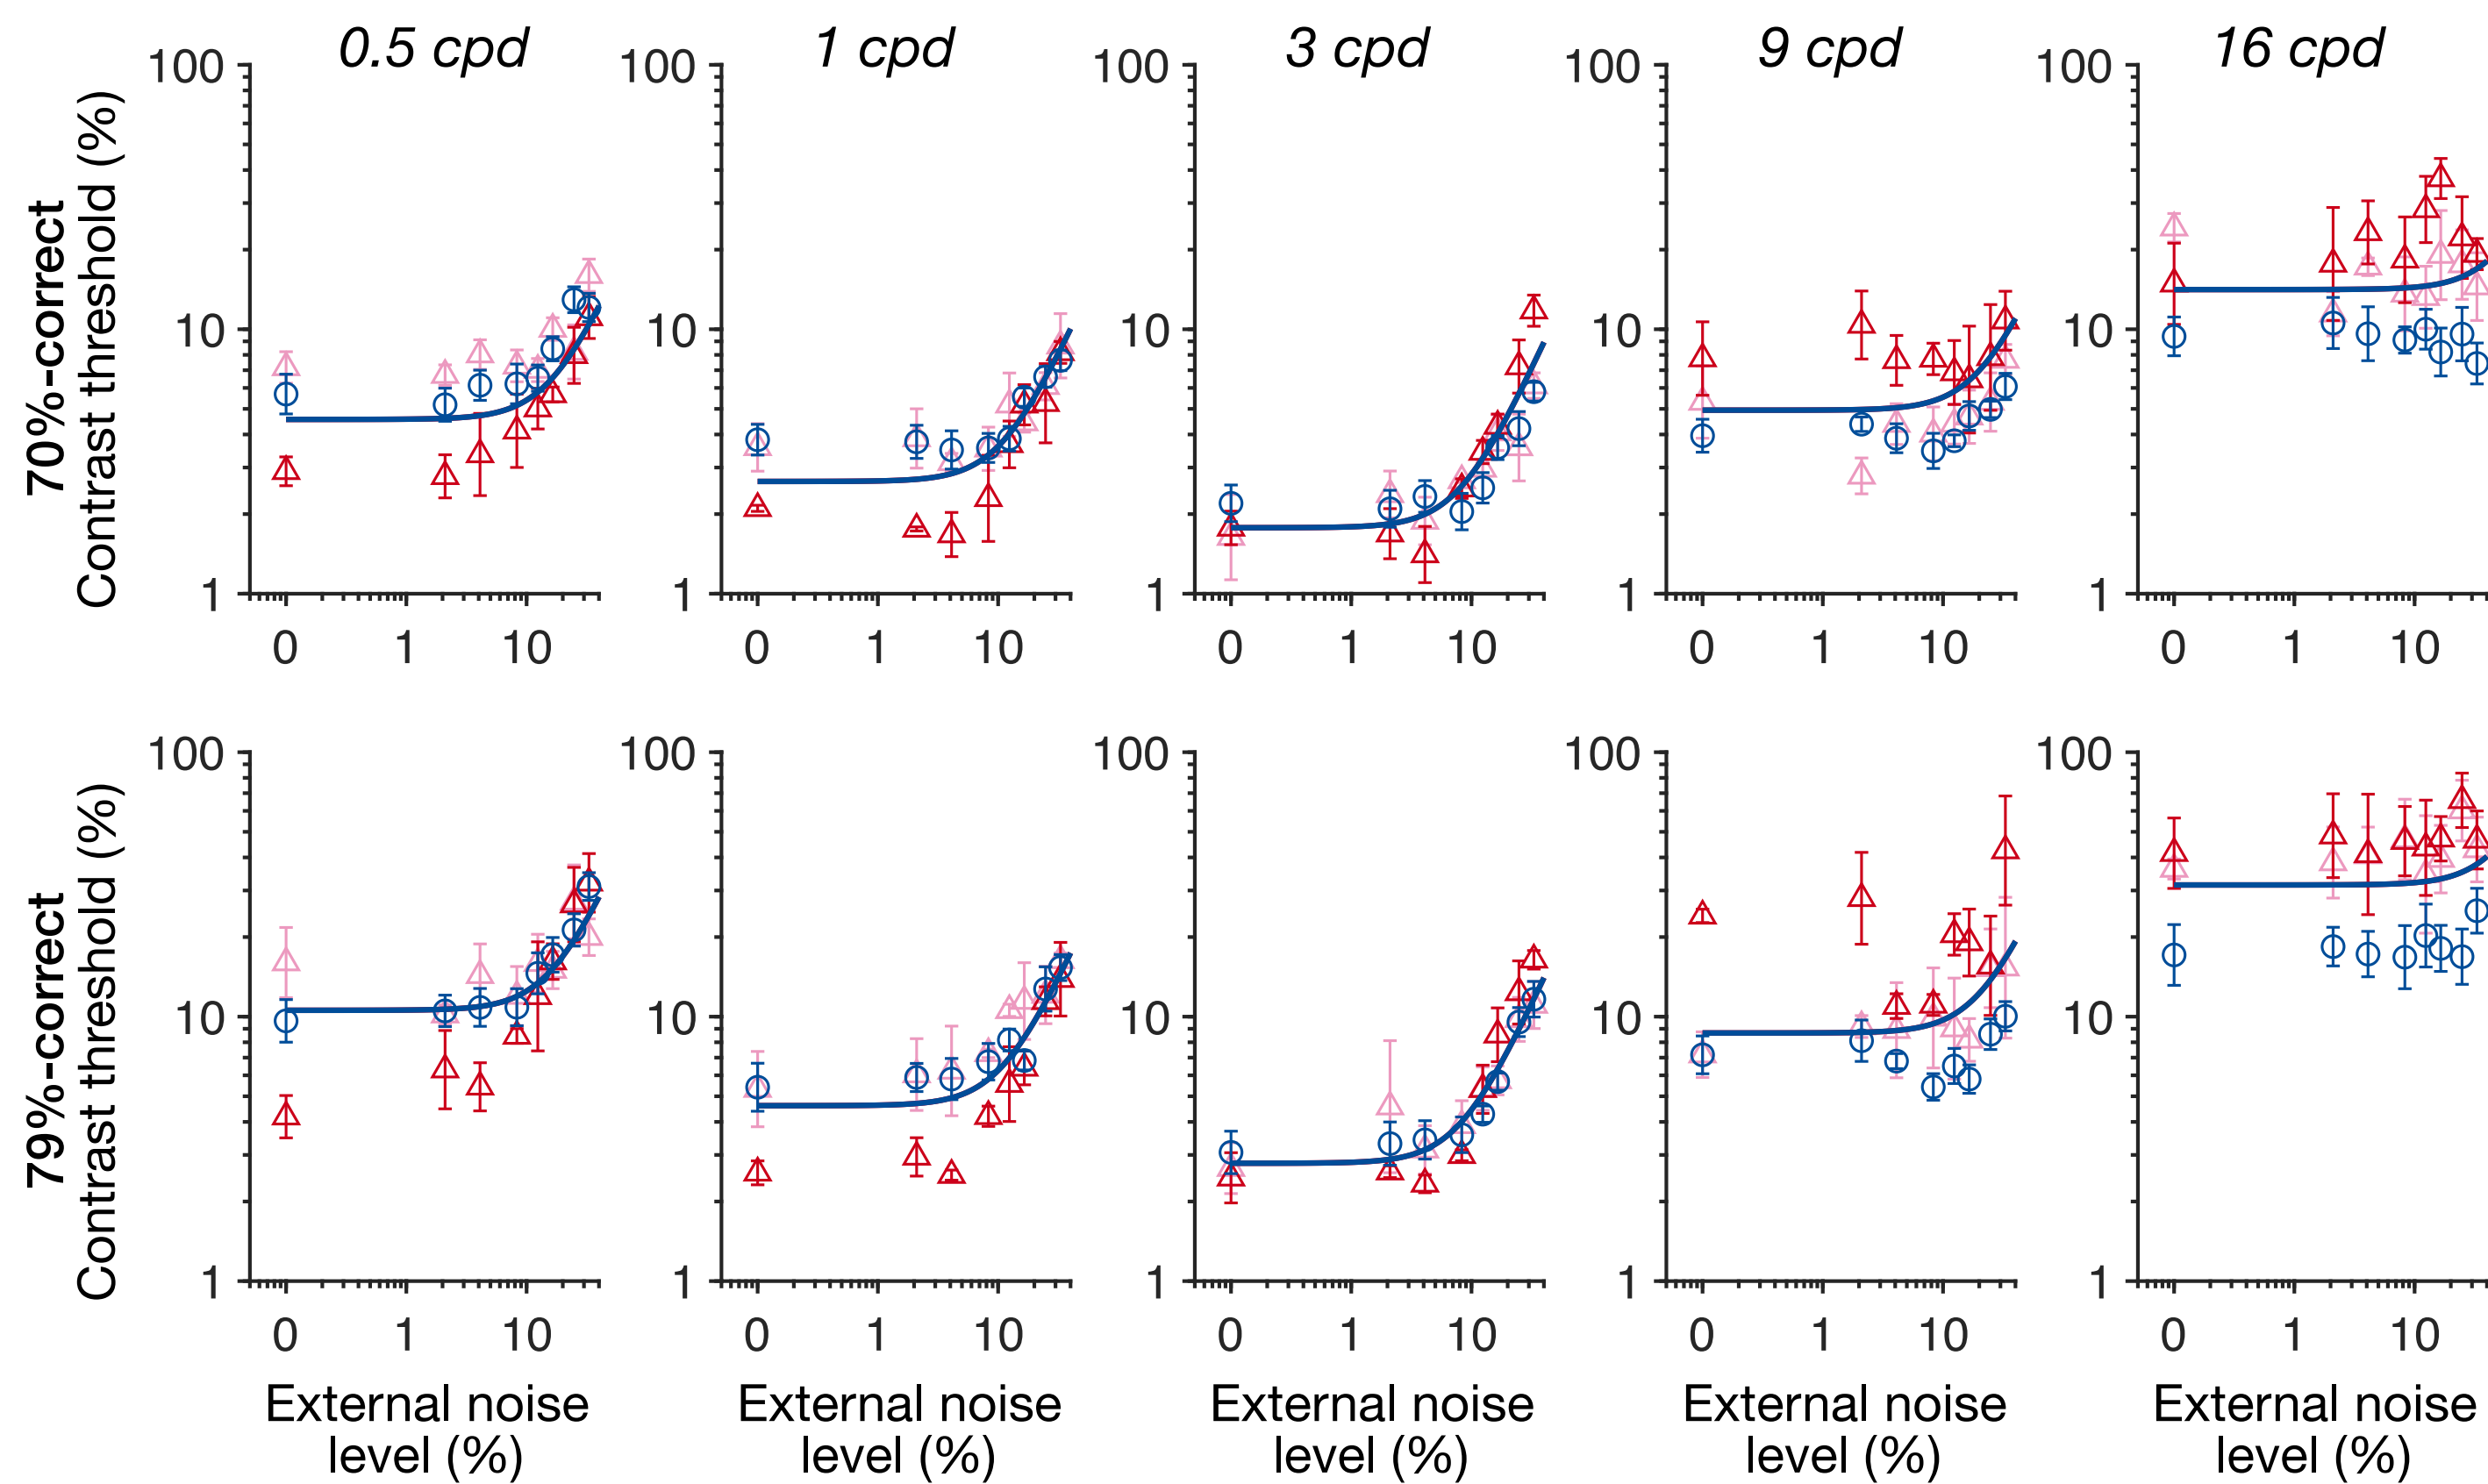 0.5 cpd 1 cpd 3 cpd 9 cpd 16 cpd
70%-correct
Contrast threshold (%)
100 100 100 100 100
10 10 10 10 10
1 1 1 1 1
0 1 10 0 1 10 0 1 10 0 1 10 0 1 10
79%-correct
Contrast threshold (%)
100 100 100 100 100
10 10 10 10 10
1 1 1 1 1
0 1 10 0 1 10 0 1 10 0 1 10 0 1 10
External noise External noise External noise External noise External noise
level (%) level (%) level (%) level (%) level (%)